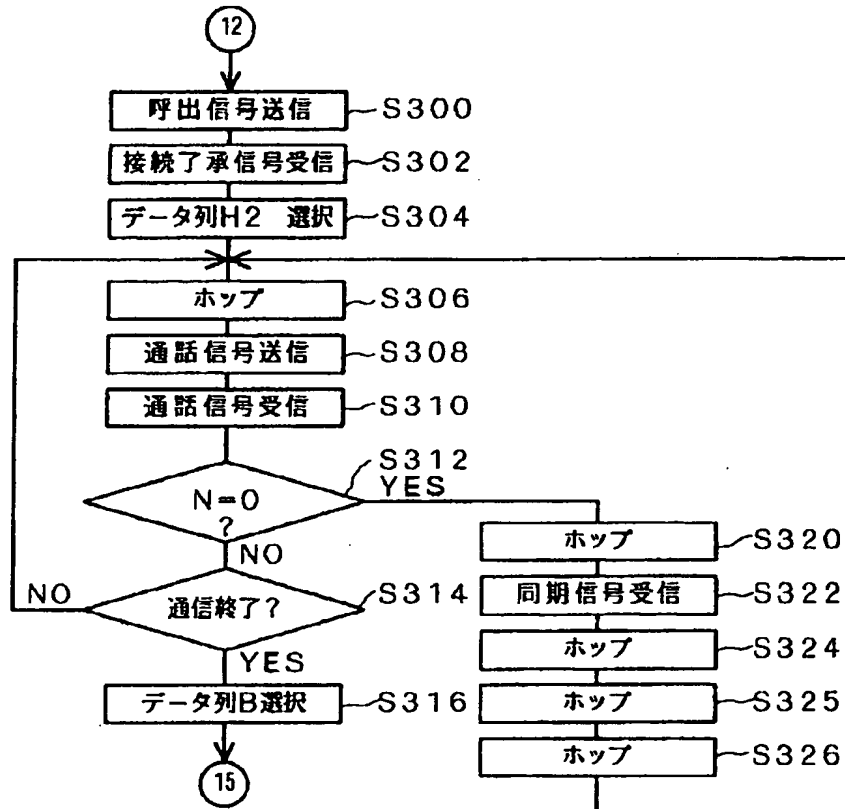 12
呼出信号送信 S300
接続了承信号受信 S302
データ列H2 選択 S304
ホップ S306
通話信号送信 S308
通話信号受信 S310
S312
N=0
?
YES
NO
ホップ S320
同期信号受信 S322
ホップ S324
ホップ S325
ホップ S326
通信終了? S314
NO
YES
データ列B選択 S316
15